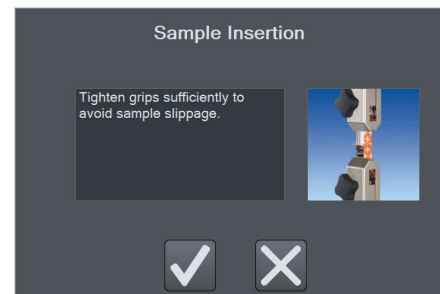 Sample Insertion
Tighten grips sufficiently to
avoid sample slippage.